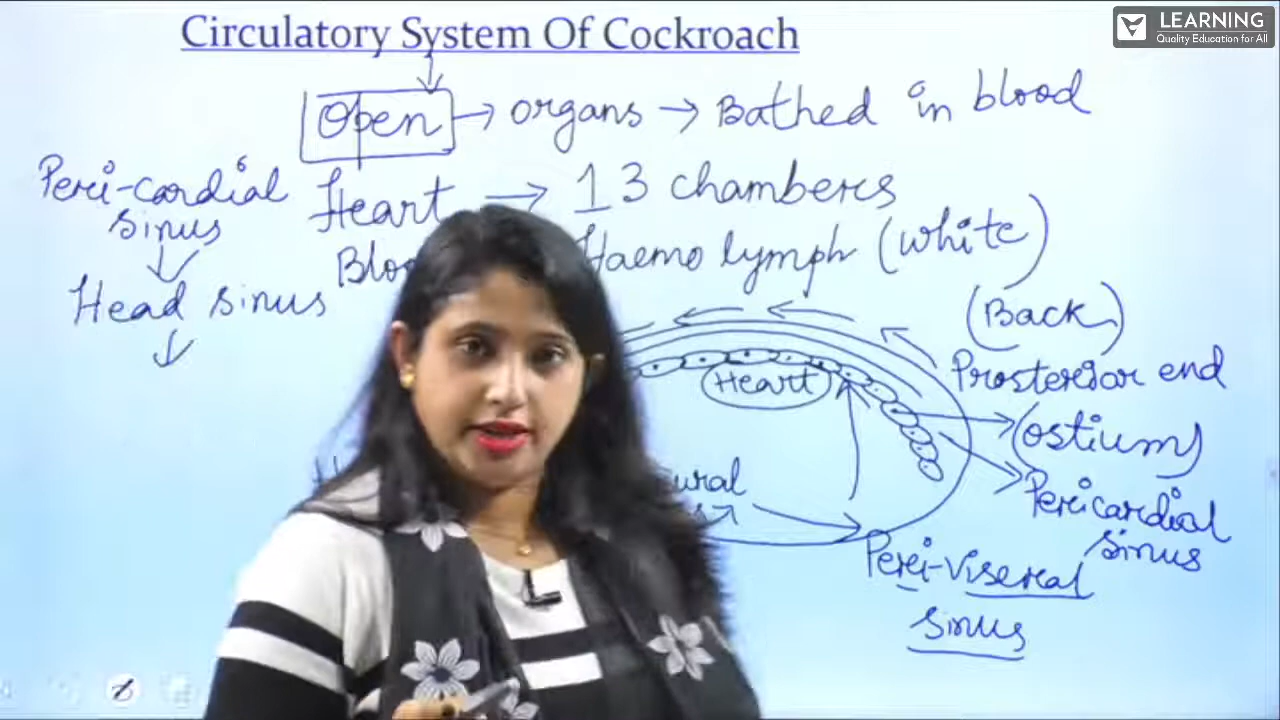 Circulatory System Of Cockroach
LEARNING
Quality Education for All
Open → organs → Bathed in blood
Peri-cardial
sinus
Heart → 13 chambers
Haemo lymph (white)
Head sinus
(Back)
Prosterior end
Heart
(ostium)
Pericardial
sinus
Peri-viseral
sinus